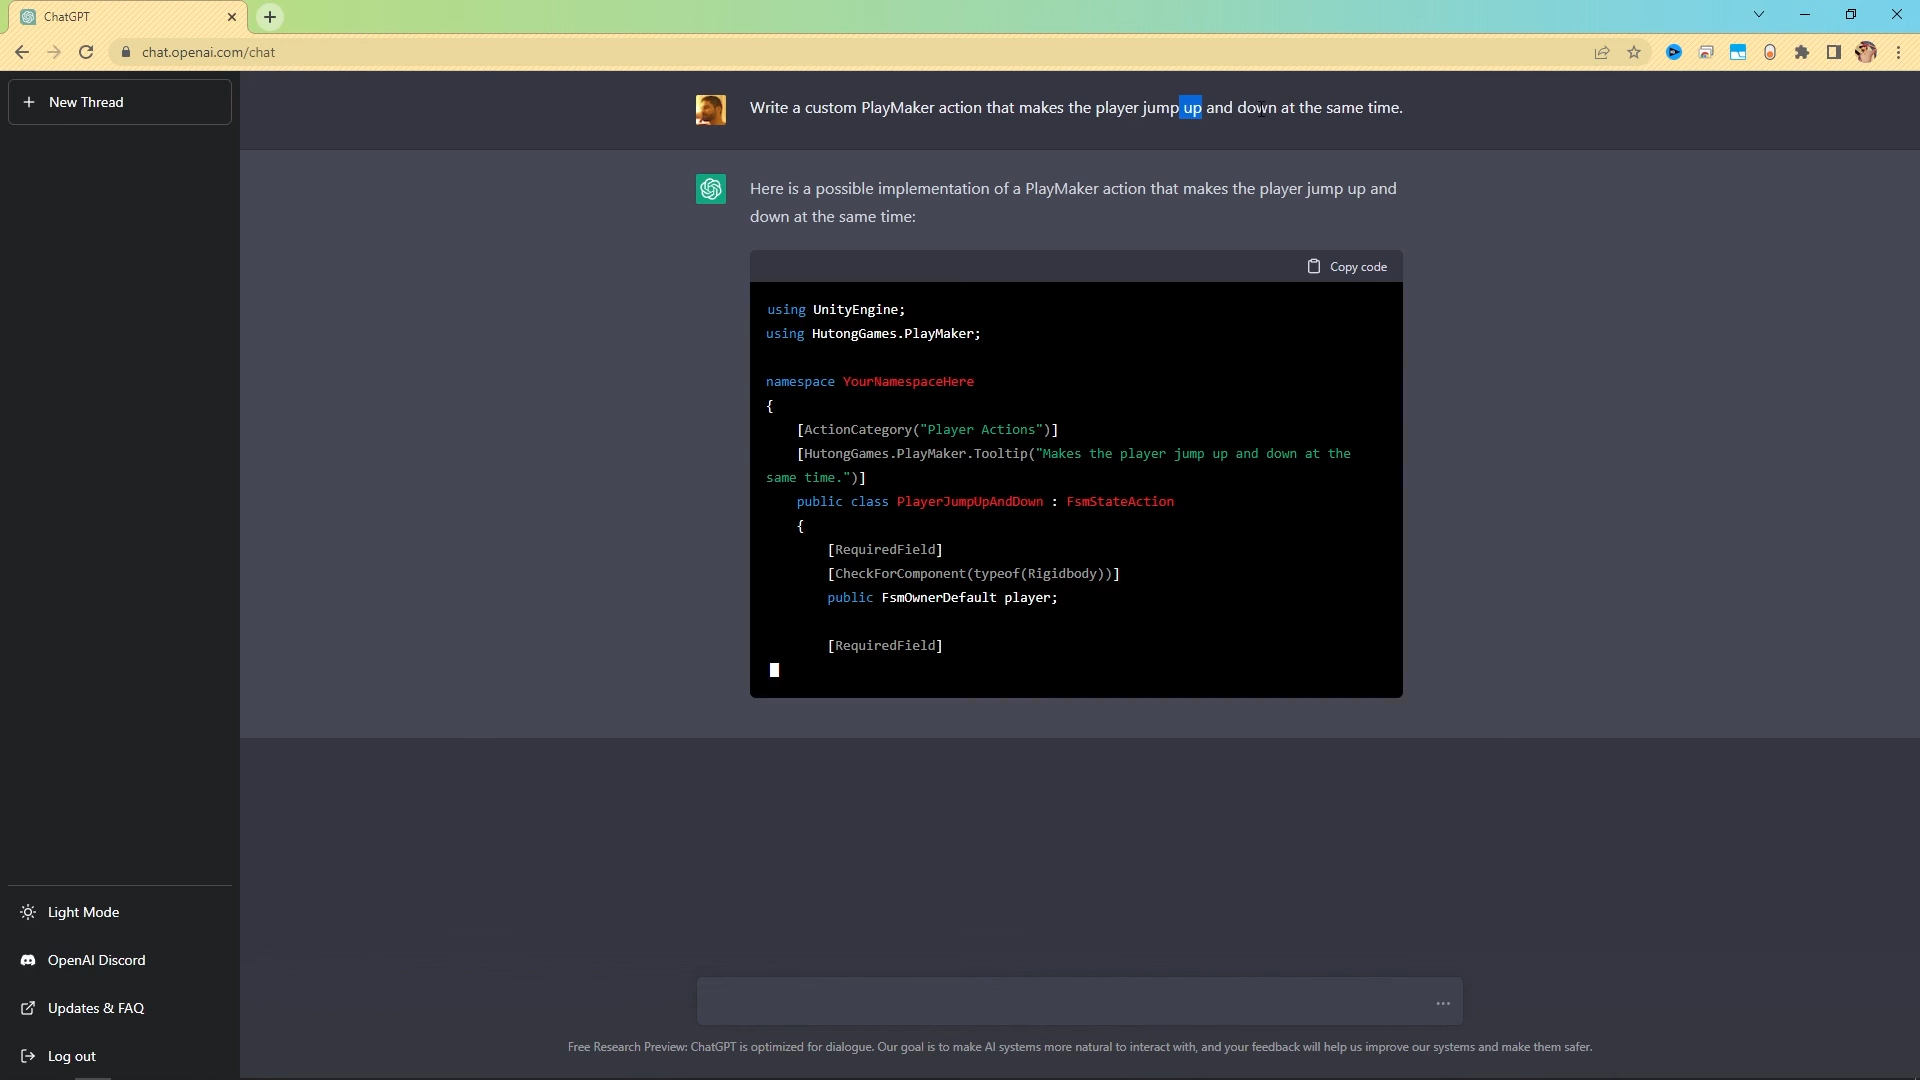 ChatGPT
chat.openai.com/chat
New Thread
Write a custom PlayMaker action that makes the player jump up and down at the same time.
Here is a possible implementation of a PlayMaker action that makes the player jump up and
down at the same time:
Copy code
using UnityEngine;
using HutongGames.PlayMaker;
namespace YourNamespaceHere
{
[ActionCategory("Player Actions")]
[HutongGames.PlayMaker.Tooltip("Makes the player jump up and down at the
same time.")]
public class PlayerJumpUpAndDown : FsmStateAction
{
[RequiredField]
[CheckForComponent(typeof(Rigidbody))]
public FsmOwnerDefault player;
[RequiredField]
Light Mode
OpenAI Discord
Updates & FAQ
Log out
Free Research Preview: ChatGPT is optimized for dialogue. Our goal is to make AI systems more natural to interact with, and your feedback will help us improve our systems and make them safer.